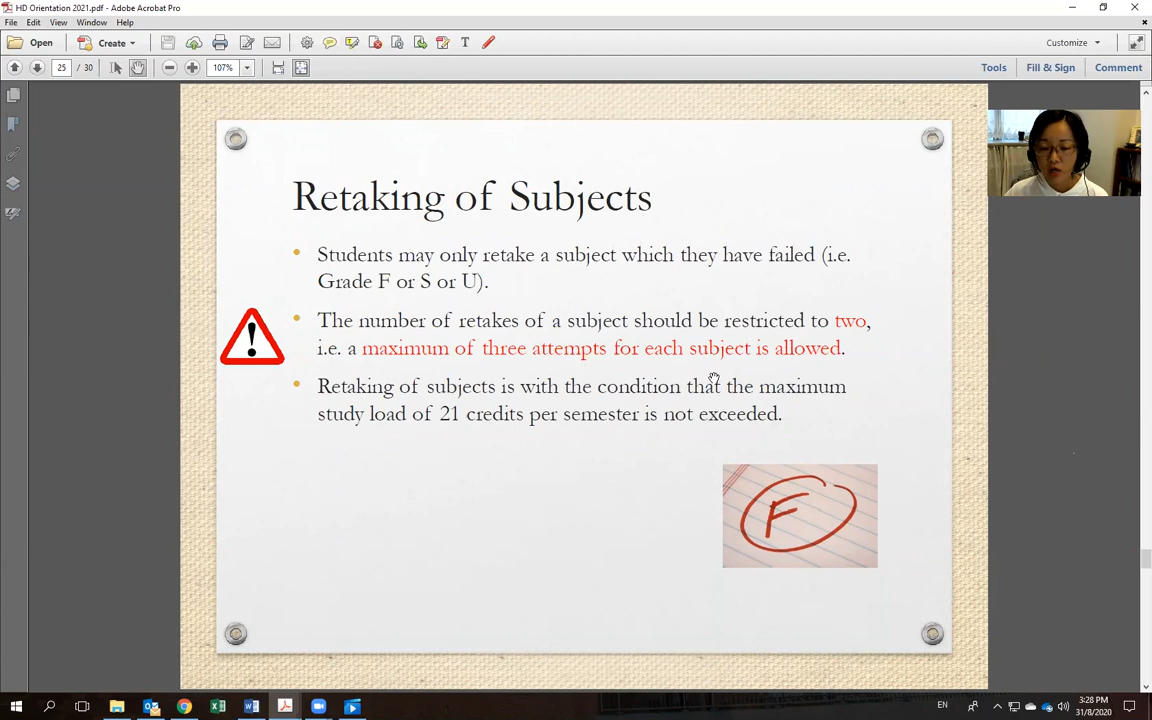 HD Orientation 2021.pdf - Adobe Acrobat Pro
File Edit View Window Help
Open Create Customize
25 / 30 107% Tools Fill & Sign Comment
Retaking of Subjects
• Students may only retake a subject which they have failed (i.e.
Grade F or S or U).
• The number of retakes of a subject should be restricted to two,
i.e. a maximum of three attempts for each subject is allowed.
• Retaking of subjects is with the condition that the maximum
study load of 21 credits per semester is not exceeded.
F
EN
3:28 PM
31/8/2020